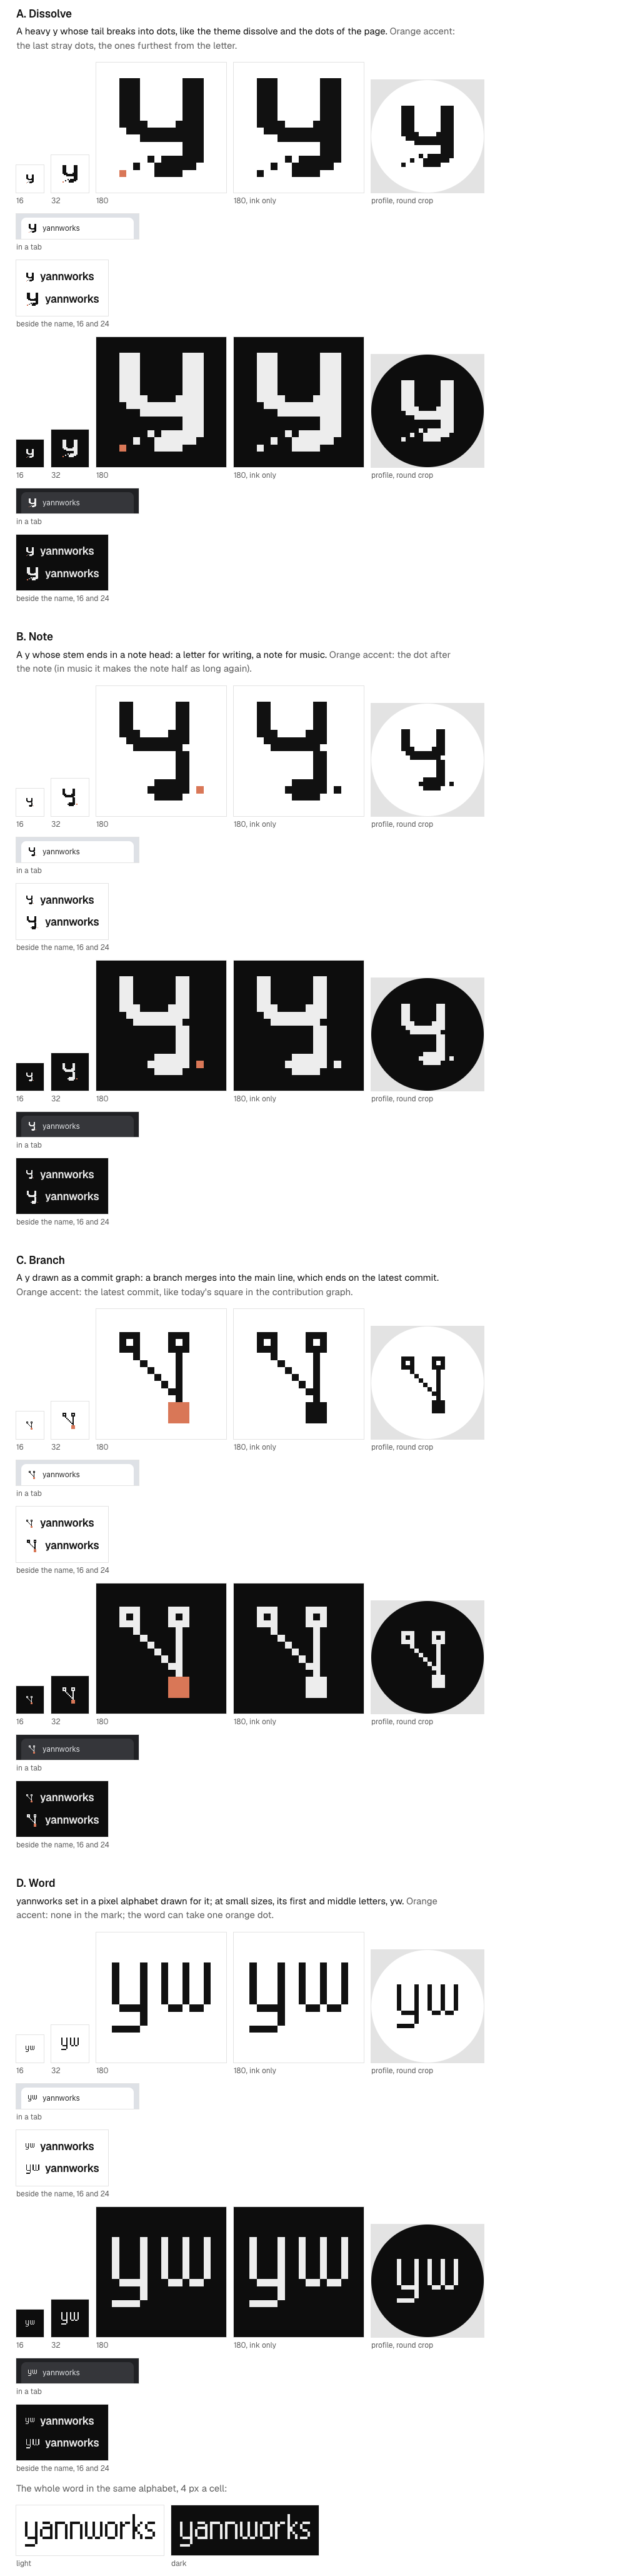 A. Dissolve
A heavy y whose tail breaks into dots, like the theme dissolve and the dots of the page. Orange accent:
the last stray dots, the ones furthest from the letter.
16
32
180
180, ink only
profile, round crop
yannworks
in a tab
yannworks
yannworks
beside the name, 16 and 24
16
32
180
180, ink only
profile, round crop
yannworks
in a tab
yannworks
yannworks
beside the name, 16 and 24
B. Note
A y whose stem ends in a note head: a letter for writing, a note for music. Orange accent: the dot after
the note (in music it makes the note half as long again).
16
32
180
180, ink only
profile, round crop
yannworks
in a tab
yannworks
yannworks
beside the name, 16 and 24
16
32
180
180, ink only
profile, round crop
yannworks
in a tab
yannworks
yannworks
beside the name, 16 and 24
C. Branch
A y drawn as a commit graph: a branch merges into the main line, which ends on the latest commit.
Orange accent: the latest commit, like today's square in the contribution graph.
16
32
180
180, ink only
profile, round crop
yannworks
in a tab
yannworks
yannworks
beside the name, 16 and 24
16
32
180
180, ink only
profile, round crop
yannworks
in a tab
yannworks
yannworks
beside the name, 16 and 24
D. Word
yannworks set in a pixel alphabet drawn for it; at small sizes, its first and middle letters, yw. Orange
accent: none in the mark; the word can take one orange dot.
yw yw yw yw yw
16
32
180
180, ink only
profile, round crop
yw yannworks
in a tab
yw yannworks
yw yannworks
beside the name, 16 and 24
yw yw yw yw yw
16
32
180
180, ink only
profile, round crop
yw yannworks
in a tab
yw yannworks
yw yannworks
beside the name, 16 and 24
The whole word in the same alphabet, 4 px a cell:
yannworks yannworks
light
dark